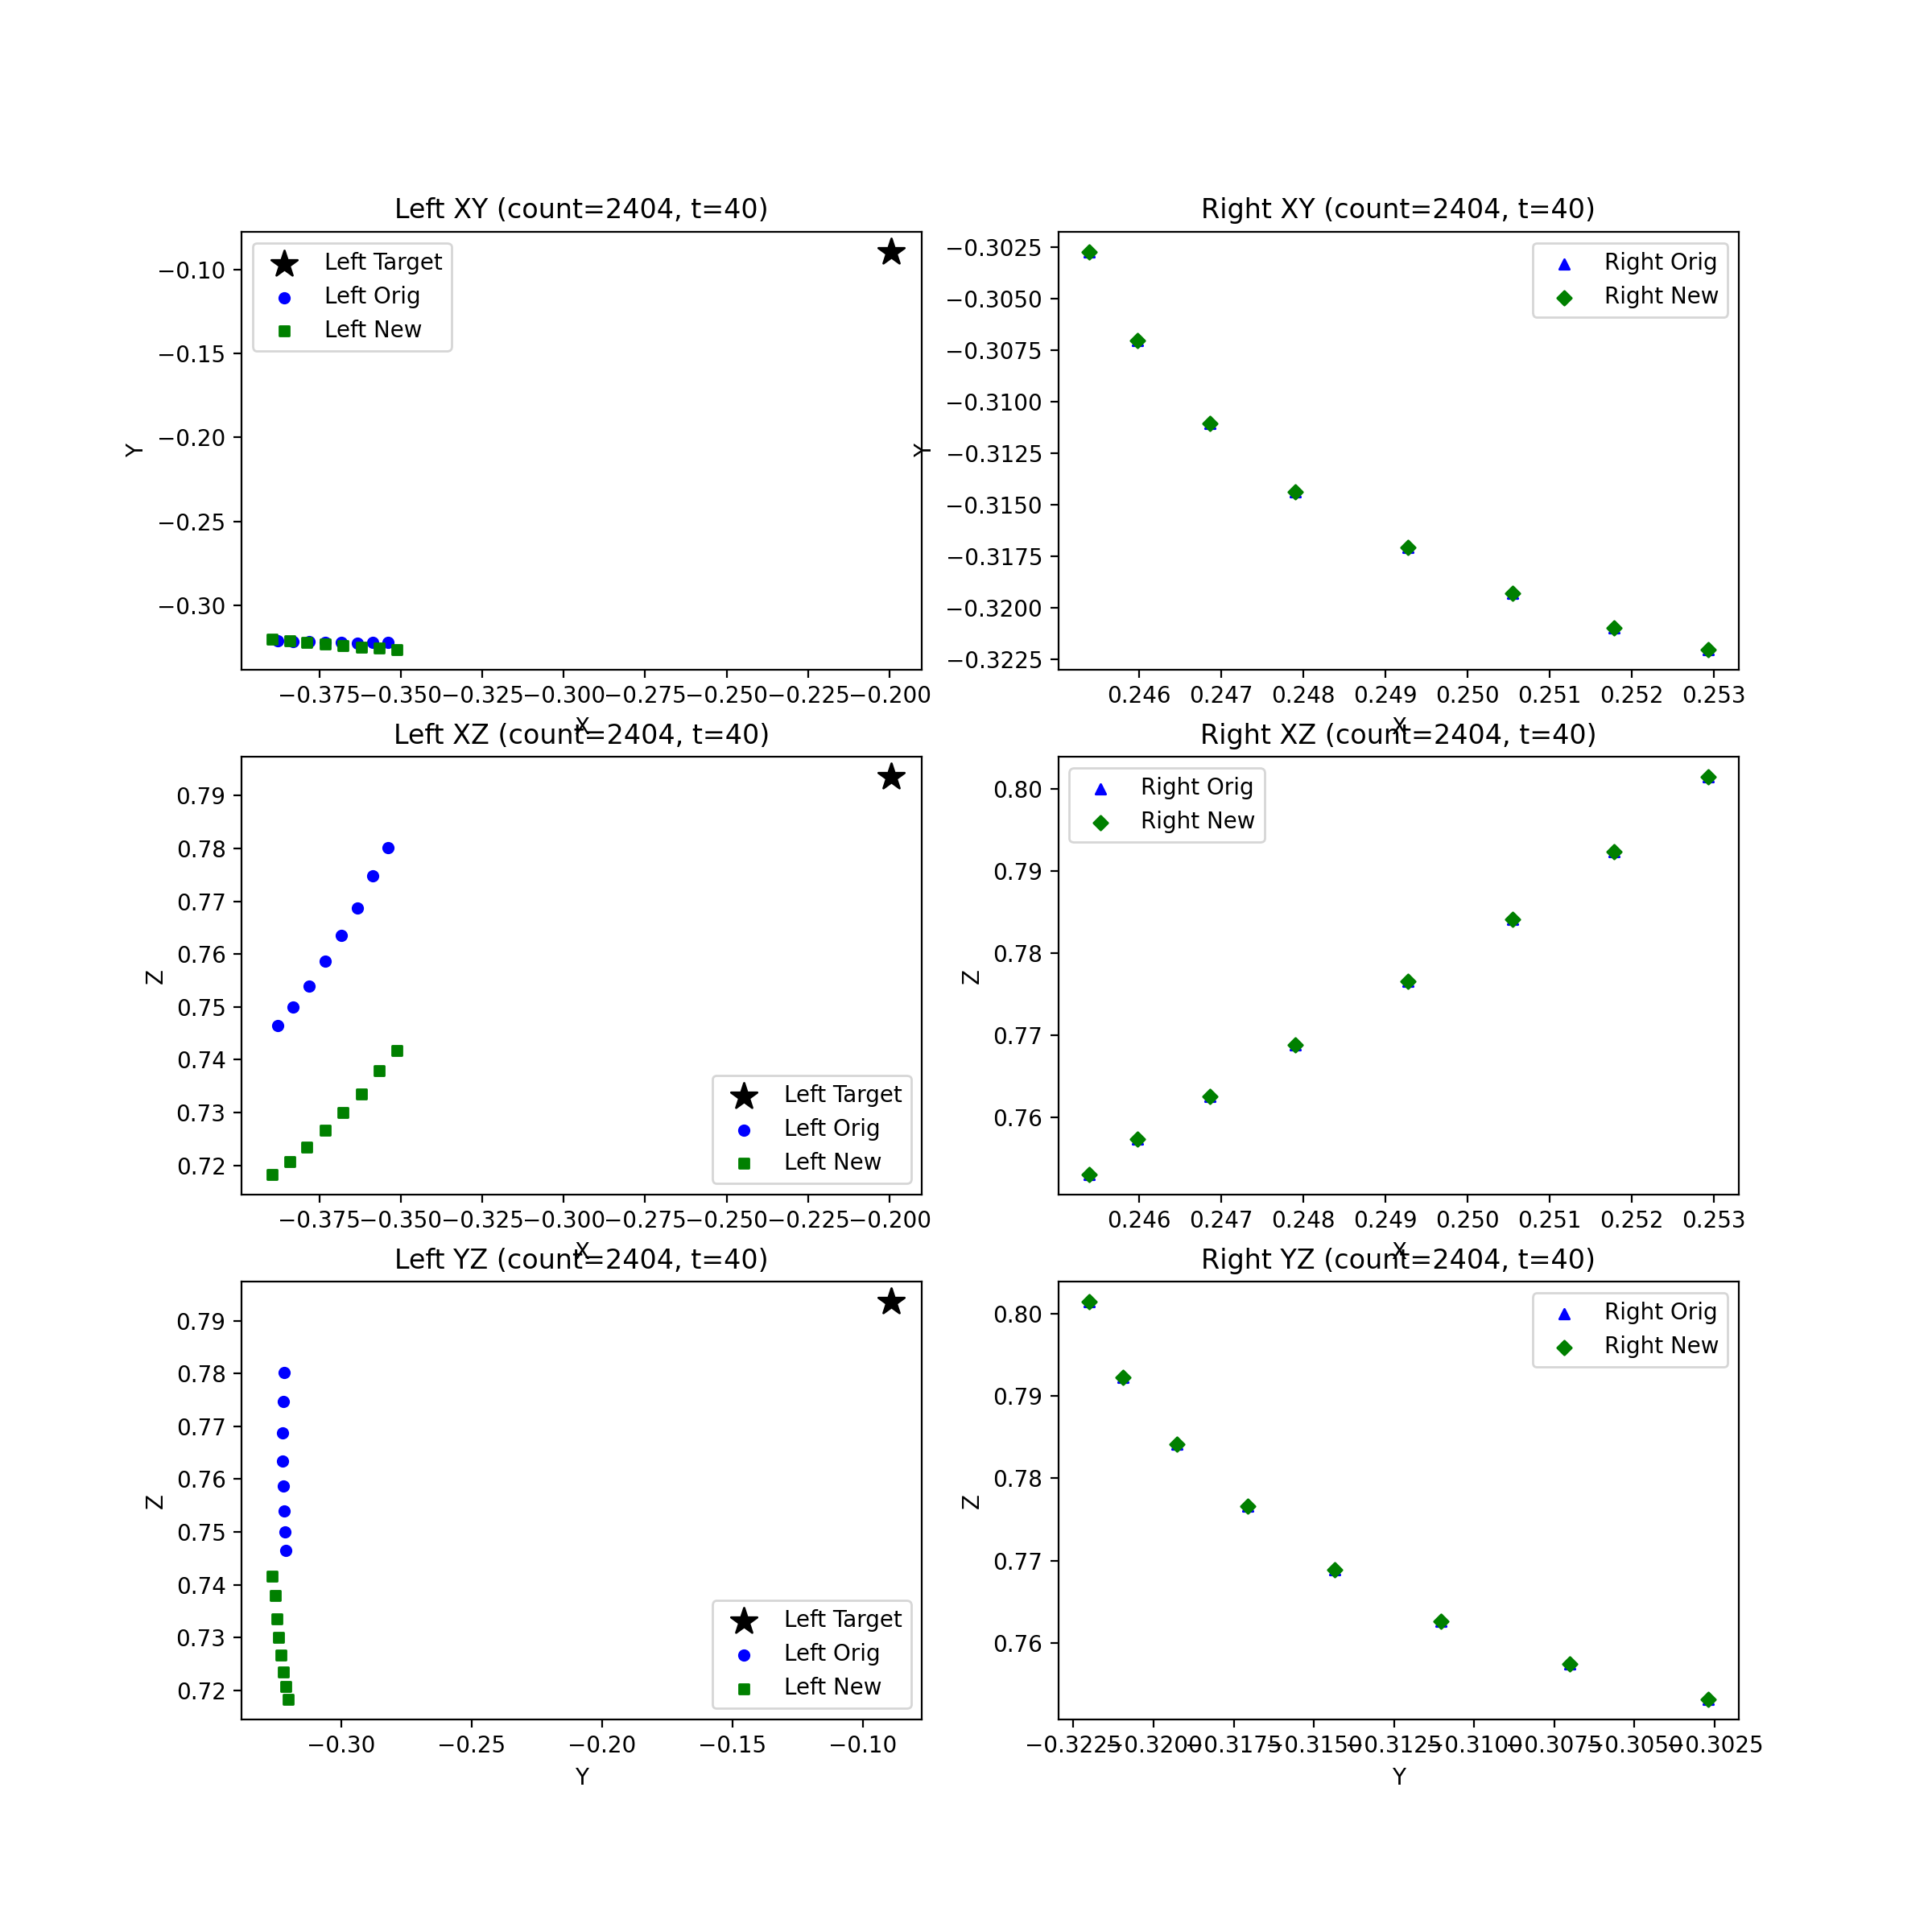 Left XY (count=2404, t=40)
Left Target
Left Orig
Left New
−0.10
−0.15
−0.20
−0.25
−0.30
Y
−0.375 −0.350 −0.325 −0.300 −0.275 −0.250 −0.225 −0.200
X
Right XY (count=2404, t=40)
Right Orig
Right New
−0.3025
−0.3050
−0.3075
−0.3100
−0.3125
−0.3150
−0.3175
−0.3200
−0.3225
Y
0.246 0.247 0.248 0.249 0.250 0.251 0.252 0.253
X
Left XZ (count=2404, t=40)
0.79
0.78
0.77
0.76
0.75
0.74
0.73
0.72
Z
Left Target
Left Orig
Left New
−0.375 −0.350 −0.325 −0.300 −0.275 −0.250 −0.225 −0.200
X
Right XZ (count=2404, t=40)
Right Orig
Right New
0.80
0.79
0.78
0.77
0.76
Z
0.246 0.247 0.248 0.249 0.250 0.251 0.252 0.253
X
Left YZ (count=2404, t=40)
0.79
0.78
0.77
0.76
0.75
0.74
0.73
0.72
Z
Left Target
Left Orig
Left New
−0.30 −0.25 −0.20 −0.15 −0.10
Y
Right YZ (count=2404, t=40)
Right Orig
Right New
0.80
0.79
0.78
0.77
0.76
Z
−0.3225 −0.3200 −0.3175 −0.3150 −0.3125 −0.3100 −0.3075 −0.3050 −0.3025
Y